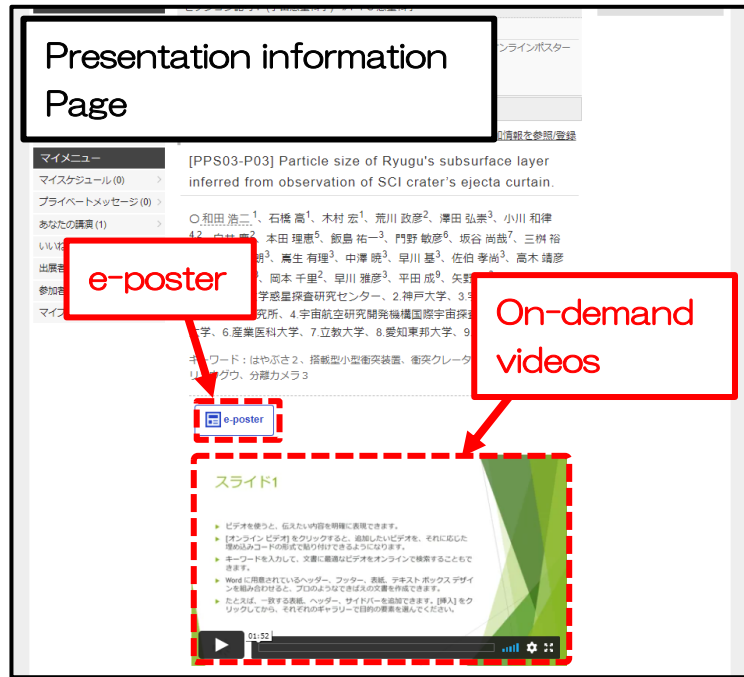 Presentation information
Page
ンラインポスター
情報を参照/登録
マイメニュー
マイスケジュール (0)
プライベートメッセージ (0)
あなたの講演 (1)
いいね
出展者
参加者
マイフ
[PPS03-P03] Particle size of Ryugu's subsurface layer
inferred from observation of SCI crater's ejecta curtain.
〇和田 浩二1、石橋 高1、木村 宏1、荒川 政彦2、澤田 弘崇3、小川 和律
本田 理恵5、飯島 祐一3、門野 敏彦6、坂谷 尚哉7、三桝 裕
嶌生 有理3、中澤 暁3、早川 基3、佐伯 孝尚3、高木 靖彦
岡本 千里2、早川 雅彦3、平田 成9、矢野
学惑星探査研究センター、2.神戸大学、3.宇
究所、4.宇宙航空研究開発機構国際宇宙探査
大学、6.産業医科大学、7.立教大学、8.愛知東邦大学、9.
キーワード：はやぶさ２、搭載型小型衝突装置、衝突クレータ
リュウグウ、分離カメラ３
e-poster
On-demand
videos
e-poster
スライド1
ビデオを使うと、伝えたい内容を明確に表現できます。
[オンライン ビデオ] をクリックすると、追加したいビデオを、それに応じた
埋め込みコードの形式で貼り付けできるようになります。
キーワードを入力して、文書に最適なビデオをオンラインで検索することもで
きます。
Word に用意されているヘッダー、フッター、表紙、テキスト ボックス デザイ
ンを組み合わせると、プロのようなできばえの文書を作成できます。
たとえば、一致する表紙、ヘッダー、サイドバーを追加できます。[挿入] をク
リックしてから、それぞれのギャラリーで目的の要素を選んでください。
01:52